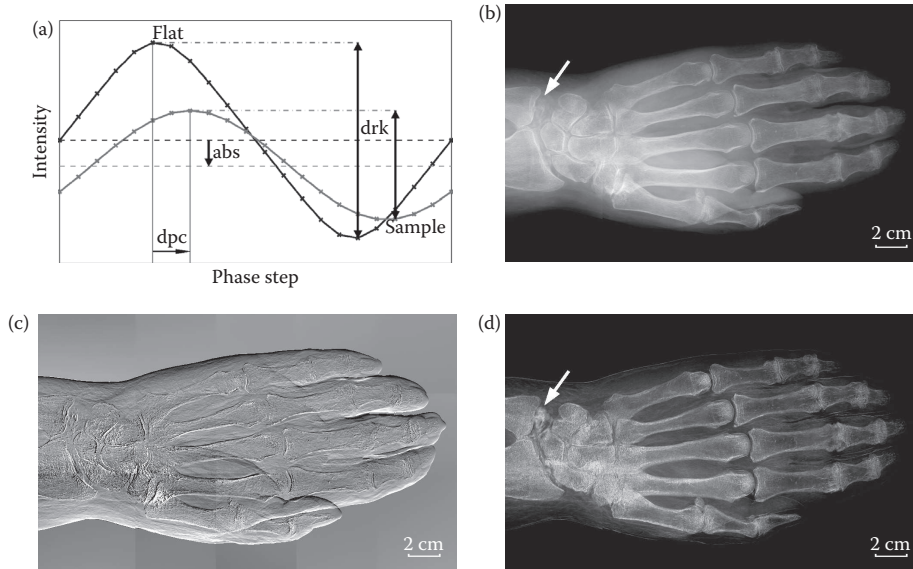 (a)
Flat
Intensity
drk
abs
Sample
dpc
Phase step
(b)
2 cm
(c)
2 cm
(d)
2 cm